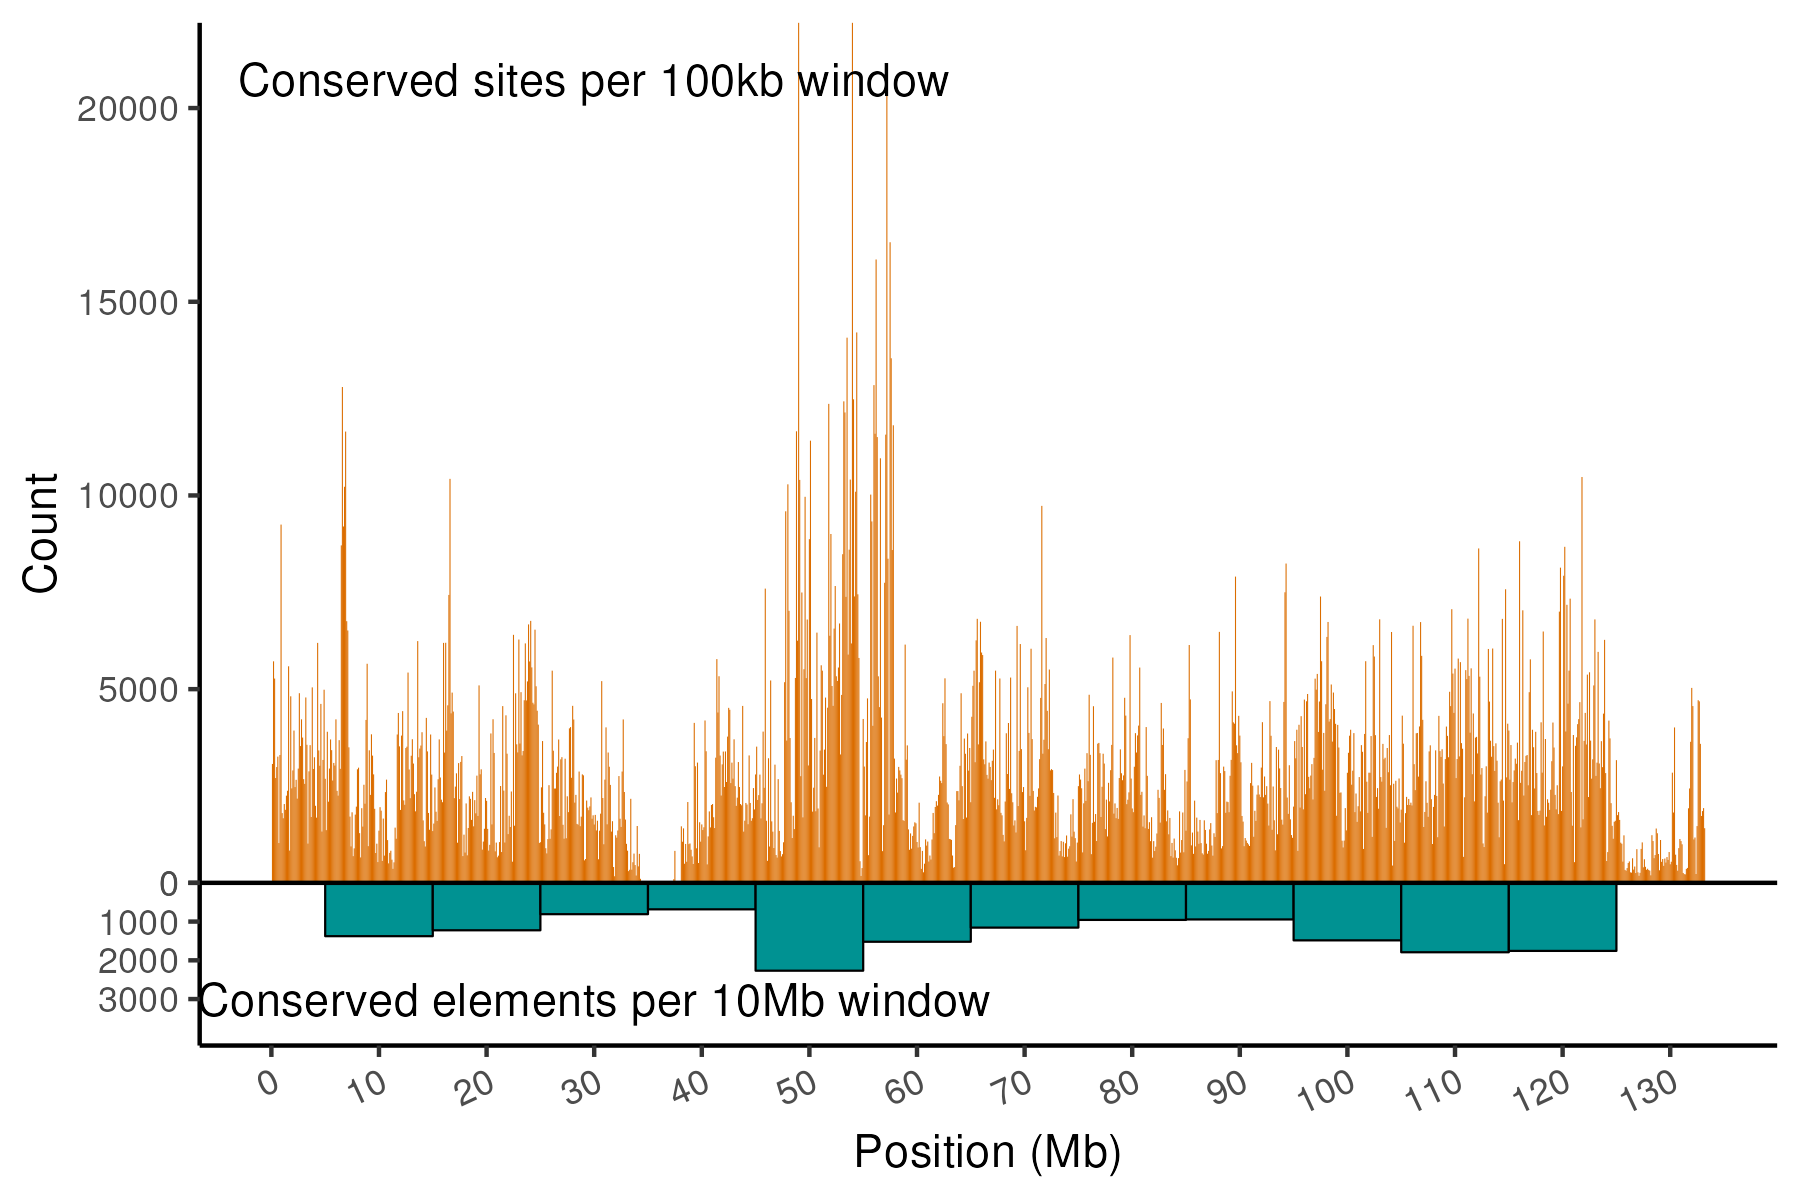 Conserved sites per 100kb window
20000
15000
10000
5000
0
1000
2000
3000
Count
Conserved elements per 10Mb window
0 10 20 30 40 50 60 70 80 90 100 110 120 130
Position (Mb)